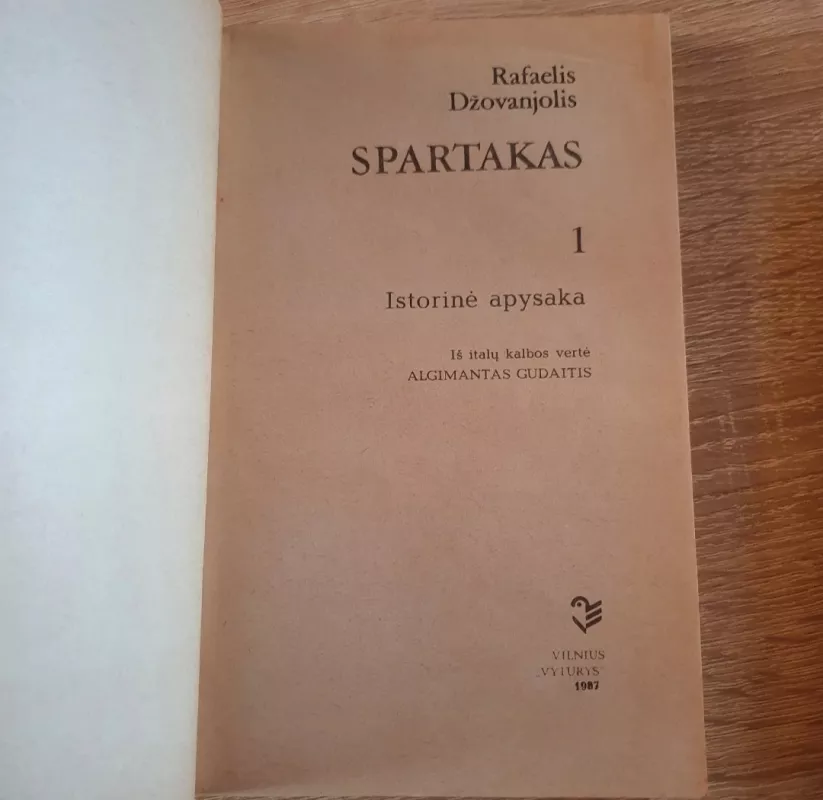 Rafaelis
Džovanjolis
SPARTAKAS
1
Istorinė apysaka
Iš italų kalbos vertė
ALGIMANTAS GUDAITIS
VILNIUS
„VYTURYS“
1987